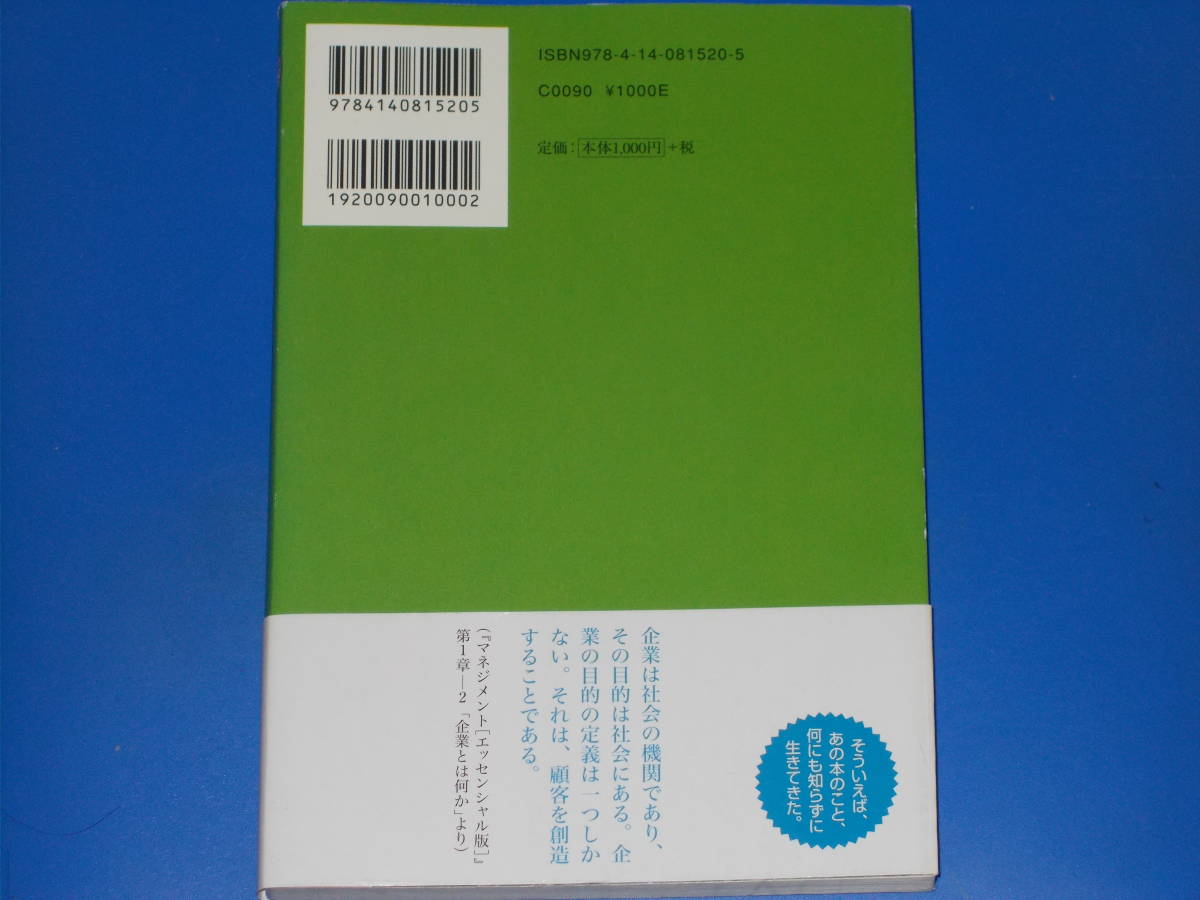 9784140815205
1920090010002
ISBN978-4-14-081520-5
C0090 ¥1000E
定価：本体1,000円+税
そういえば、
あの本のこと、
何にも知らずに
生きてきた。
企業は社会の機関であり、
その目的は社会にある。企
業の目的の定義は一つしか
ない。それは、顧客を創造
することである。
（『マネジメント［エッセンシャル版］』
第1章—2「企業とは何か」より）